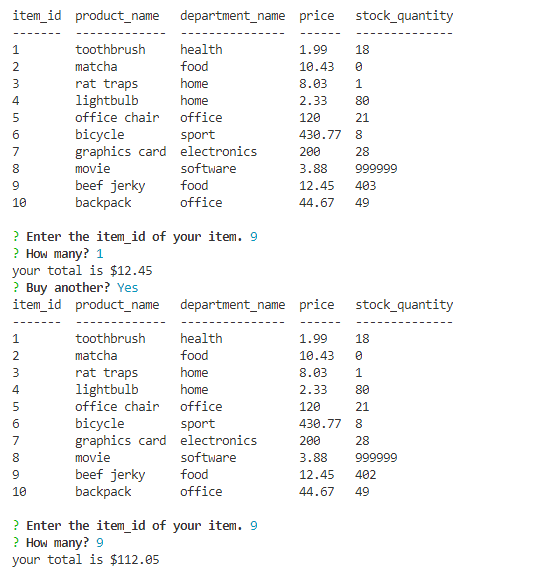 item_id  product_name   department_name  price   stock_quantity
-------  -------------  ---------------  ------  --------------
1        toothbrush     health           1.99    18
2        matcha         food             10.43   0
3        rat traps      home             8.03    1
4        lightbulb      home             2.33    80
5        office chair   office           120     21
6        bicycle        sport            430.77  8
7        graphics card  electronics      200     28
8        movie          software         3.88    999999
9        beef jerky     food             12.45   403
10       backpack       office           44.67   49
? Enter the item_id of your item. 9
? How many? 1
your total is $12.45
? Buy another? Yes
item_id  product_name   department_name  price   stock_quantity
-------  -------------  ---------------  ------  --------------
1        toothbrush     health           1.99    18
2        matcha         food             10.43   0
3        rat traps      home             8.03    1
4        lightbulb      home             2.33    80
5        office chair   office           120     21
6        bicycle        sport            430.77  8
7        graphics card  electronics      200     28
8        movie          software         3.88    999999
9        beef jerky     food             12.45   402
10       backpack       office           44.67   49
? Enter the item_id of your item. 9
? How many? 9
your total is $112.05